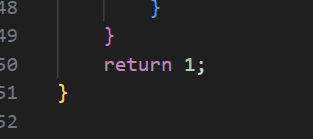 48 }
49 }
50 return 1;
51 }
52